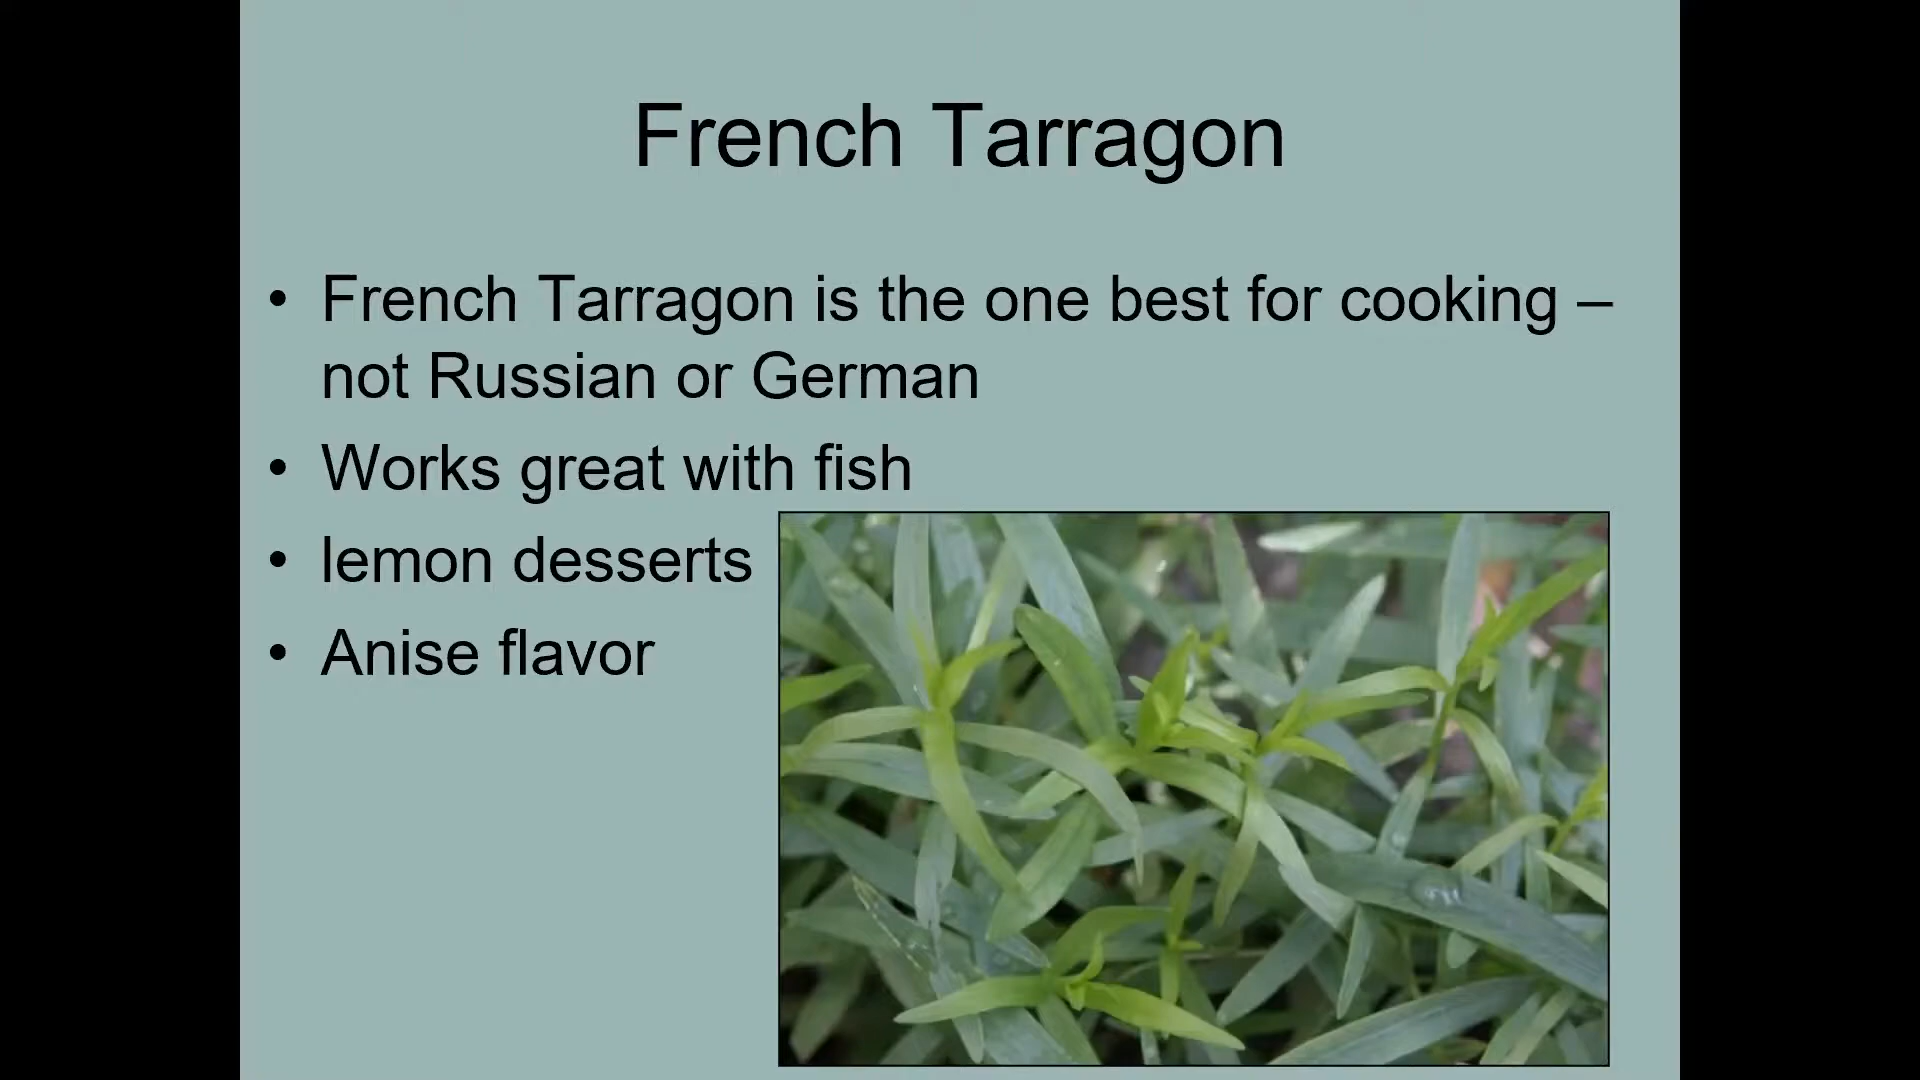 French Tarragon
• French Tarragon is the one best for cooking –
not Russian or German
• Works great with fish
• lemon desserts
• Anise flavor